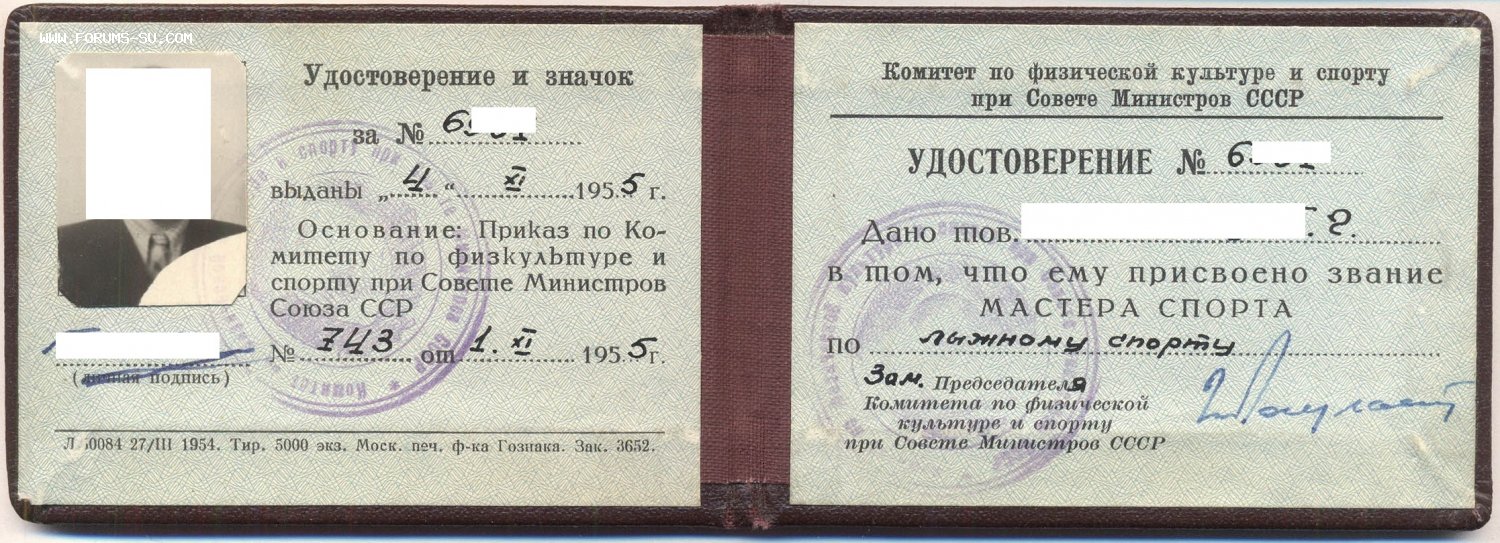 WWW.FORUMS-SU.COM
Удостоверение и значок
за №
выданы „4“ XI 1955 г.
Основание: Приказ по Ко-
митету по физкультуре и
спорту при Совете Министров
Союза ССР
№ 743 от 1. XI 1955 г.
(личная подпись)
Л 50084 27/III 1954. Тир. 5000 экз. Моск. печ. ф-ка Гознака. Зак. 3652.
Комитет по физической культуре и спорту
при Совете Министров СССР
УДОСТОВЕРЕНИЕ №
Дано тов.
в том, что ему присвоено звание
МАСТЕРА СПОРТА
по лыжному спорту
Зам. Председателя
Комитета по физической
культуре и спорту
при Совете Министров СССР